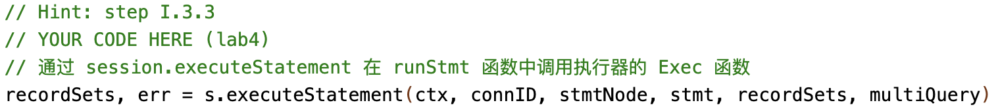 // Hint: step I.3.3
// YOUR CODE HERE (lab4)
// 通过 session.executeStatement 在 runStmt 函数中调用执行器的 Exec 函数
recordSets, err = s.executeStatement(ctx, connID, stmtNode, stmt, recordSets, multiQuery)